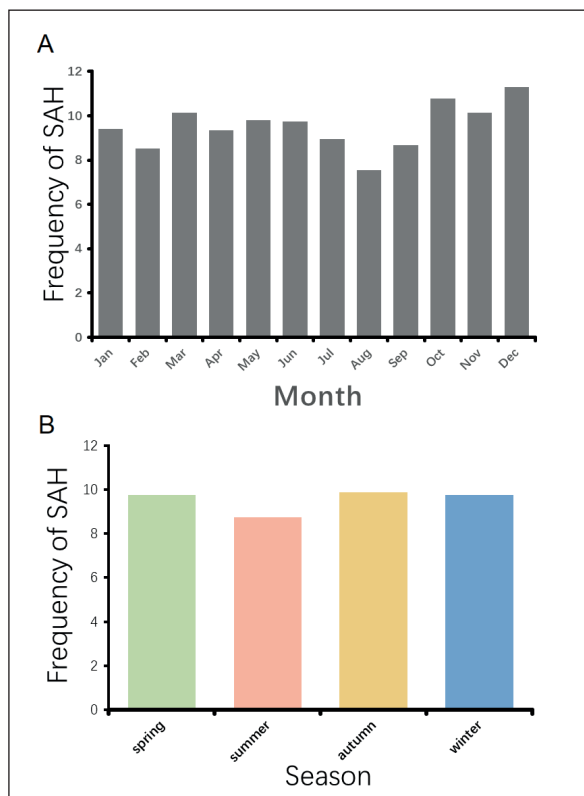 A
Frequency of SAH
12
10
8
6
4
2
0
Jan Feb Mar Apr May Jun Jul Aug Sep Oct Nov Dec
Month
B
Frequency of SAH
12
10
8
6
4
2
0
spring summer autumn winter
Season